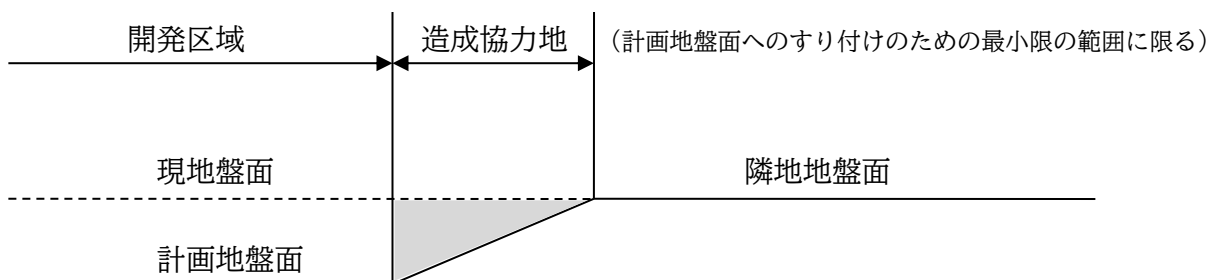 開発区域
造成協力地
(計画地盤面へのすり付けのための最小限の範囲に限る)
現地盤面
隣地地盤面
計画地盤面